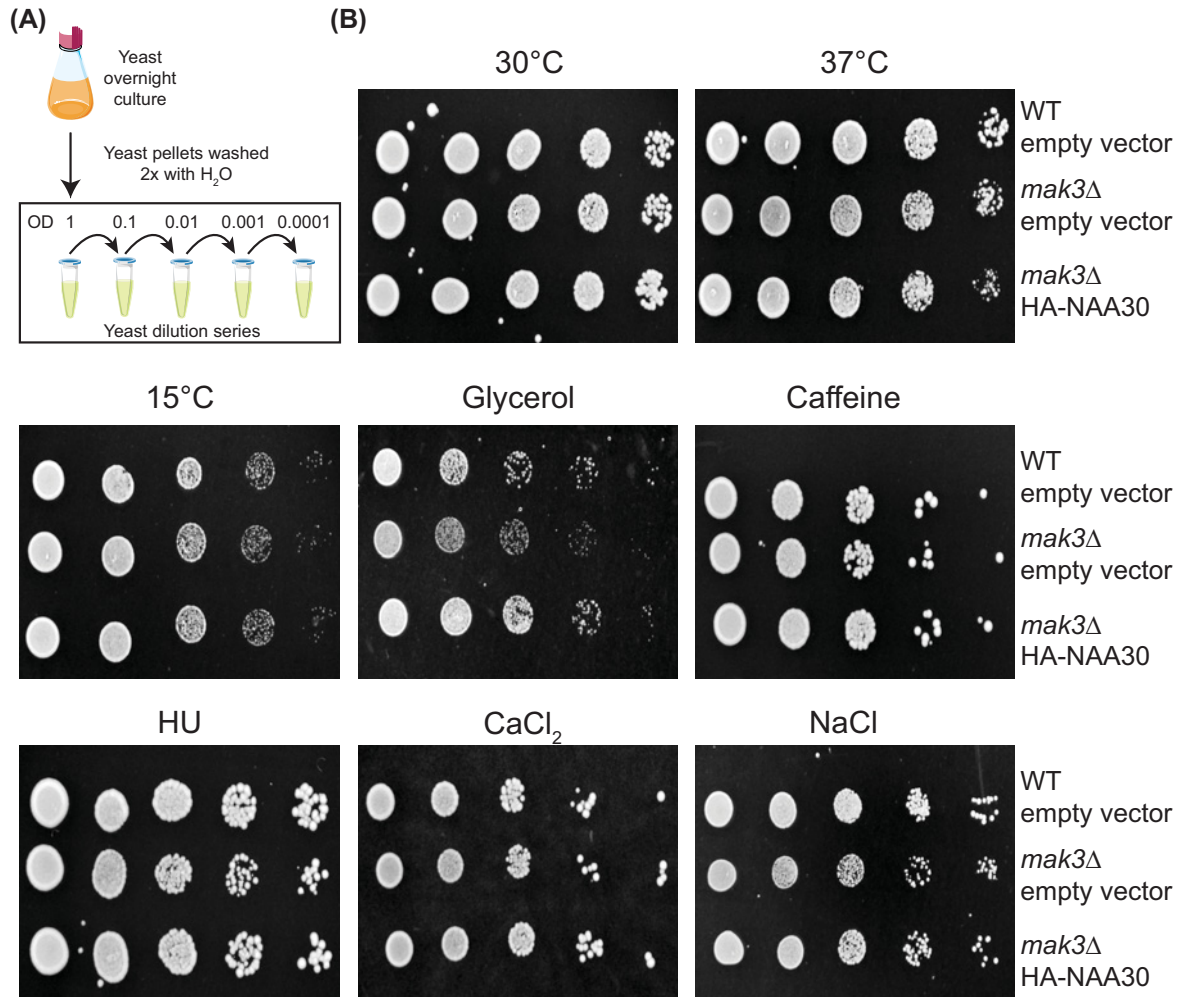 (A)
Yeast
overnight
culture
Yeast pellets washed
2x with H₂O
OD 1 0.1 0.01 0.001 0.0001
Yeast dilution series
(B)
30°C 37°C
WT
empty vector
mak3Δ
empty vector
mak3Δ
HA-NAA30
15°C Glycerol Caffeine
WT
empty vector
mak3Δ
empty vector
mak3Δ
HA-NAA30
HU CaCl₂ NaCl
WT
empty vector
mak3Δ
empty vector
mak3Δ
HA-NAA30